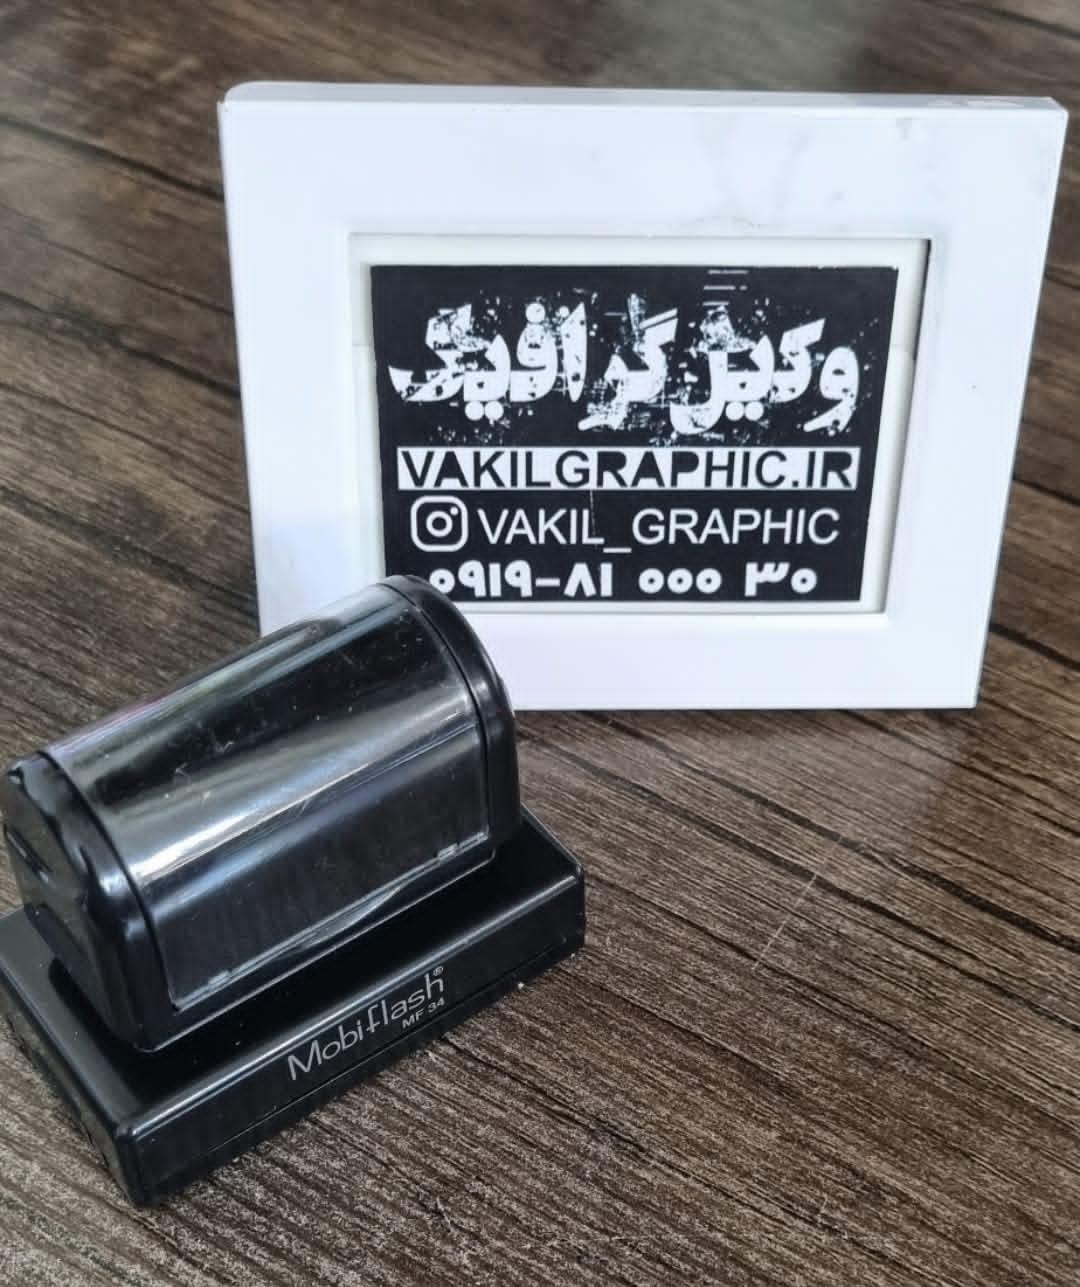 وکیل گرافیک
VAKILGRAPHIC.IR
VAKIL_GRAPHIC
۰۹۱۹-۸۱ ۰۰۰ ۳۰
Mobiflash®
MF 34